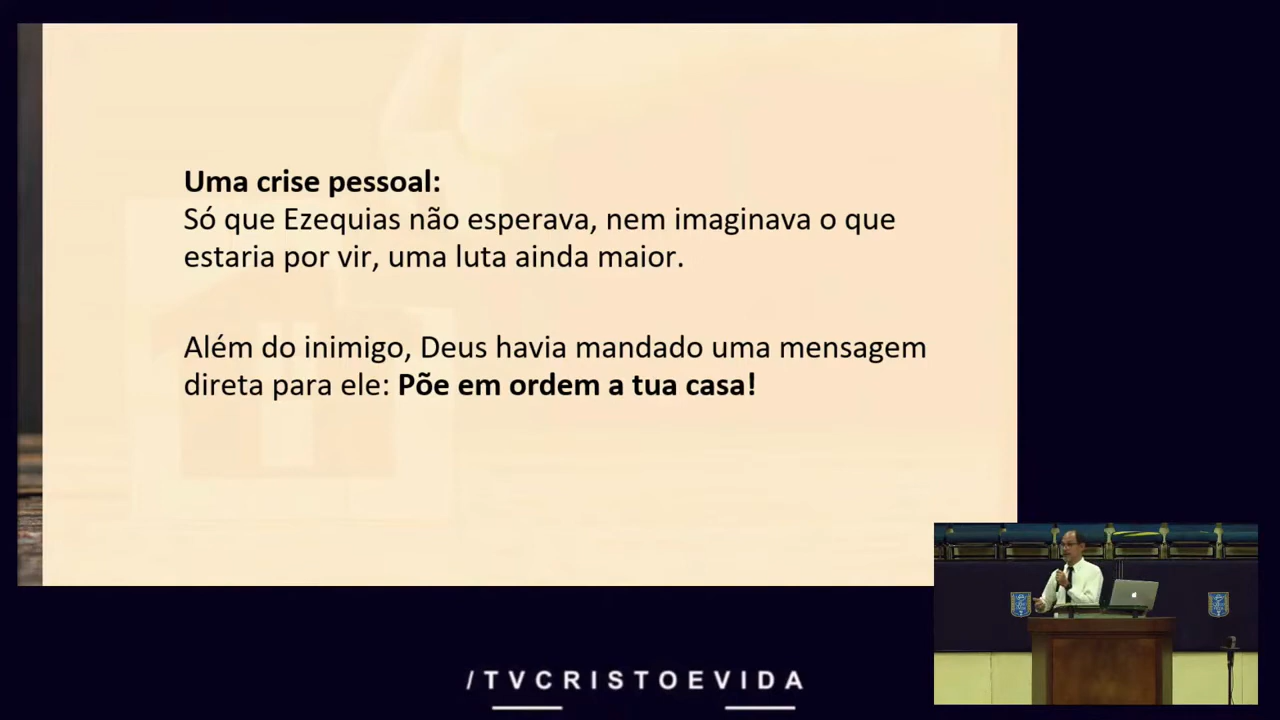 Uma crise pessoal:
Só que Ezequias não esperava, nem imaginava o que
estaria por vir, uma luta ainda maior.
Além do inimigo, Deus havia mandado uma mensagem
direta para ele: Põe em ordem a tua casa!
/TVCRISTOEVIDA